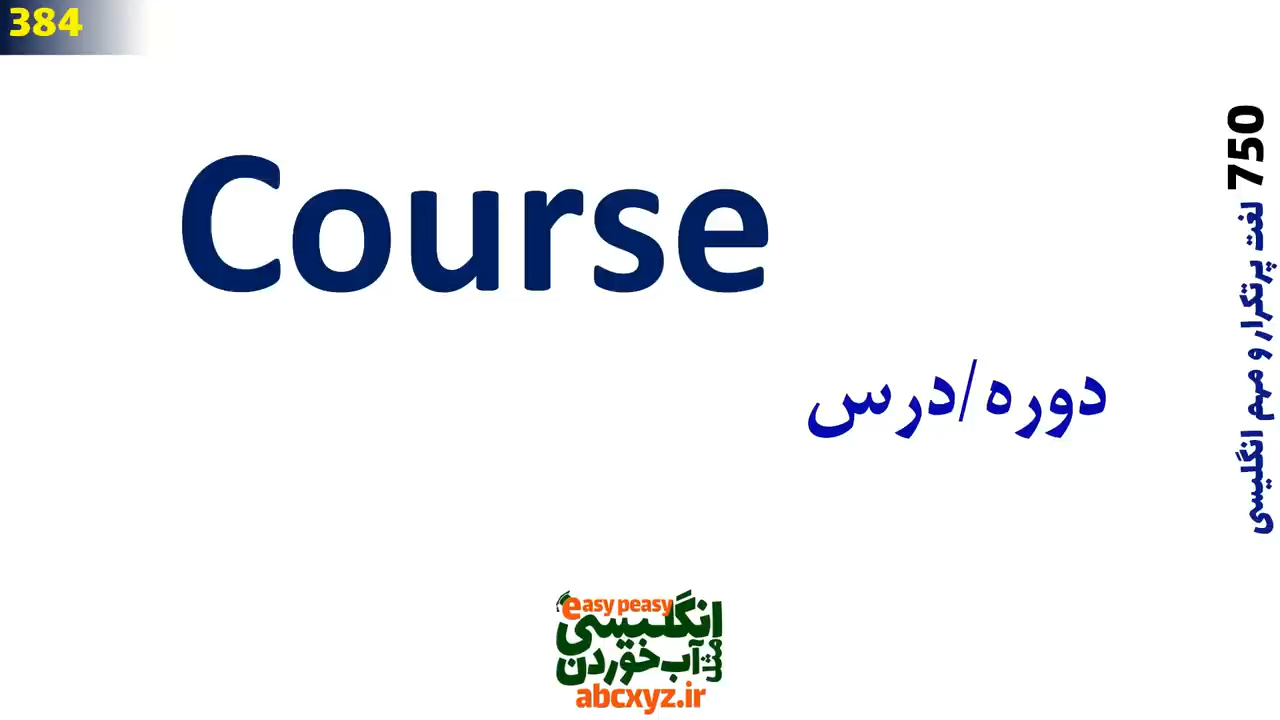 384
Course
دوره/درس
750 لغت پرتکرار و مهم انگلیسی
easy peasy
انگلیسی
مثل آب خوردن
abcxyz.ir